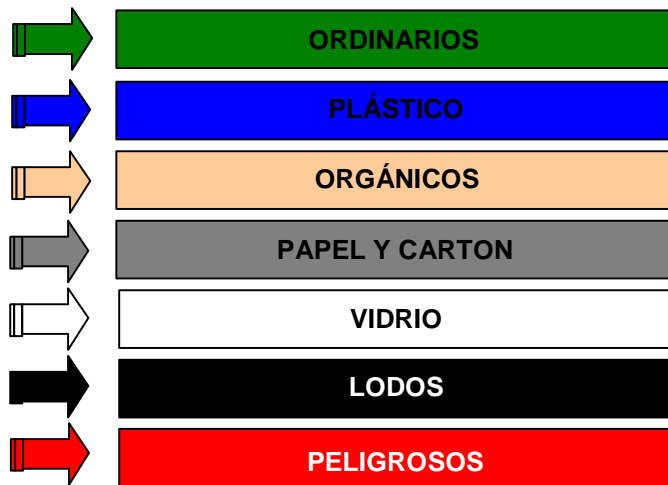 ORDINARIOS
PLÁSTICO
ORGÁNICOS
PAPEL Y CARTON
VIDRIO
LODOS
PELIGROSOS